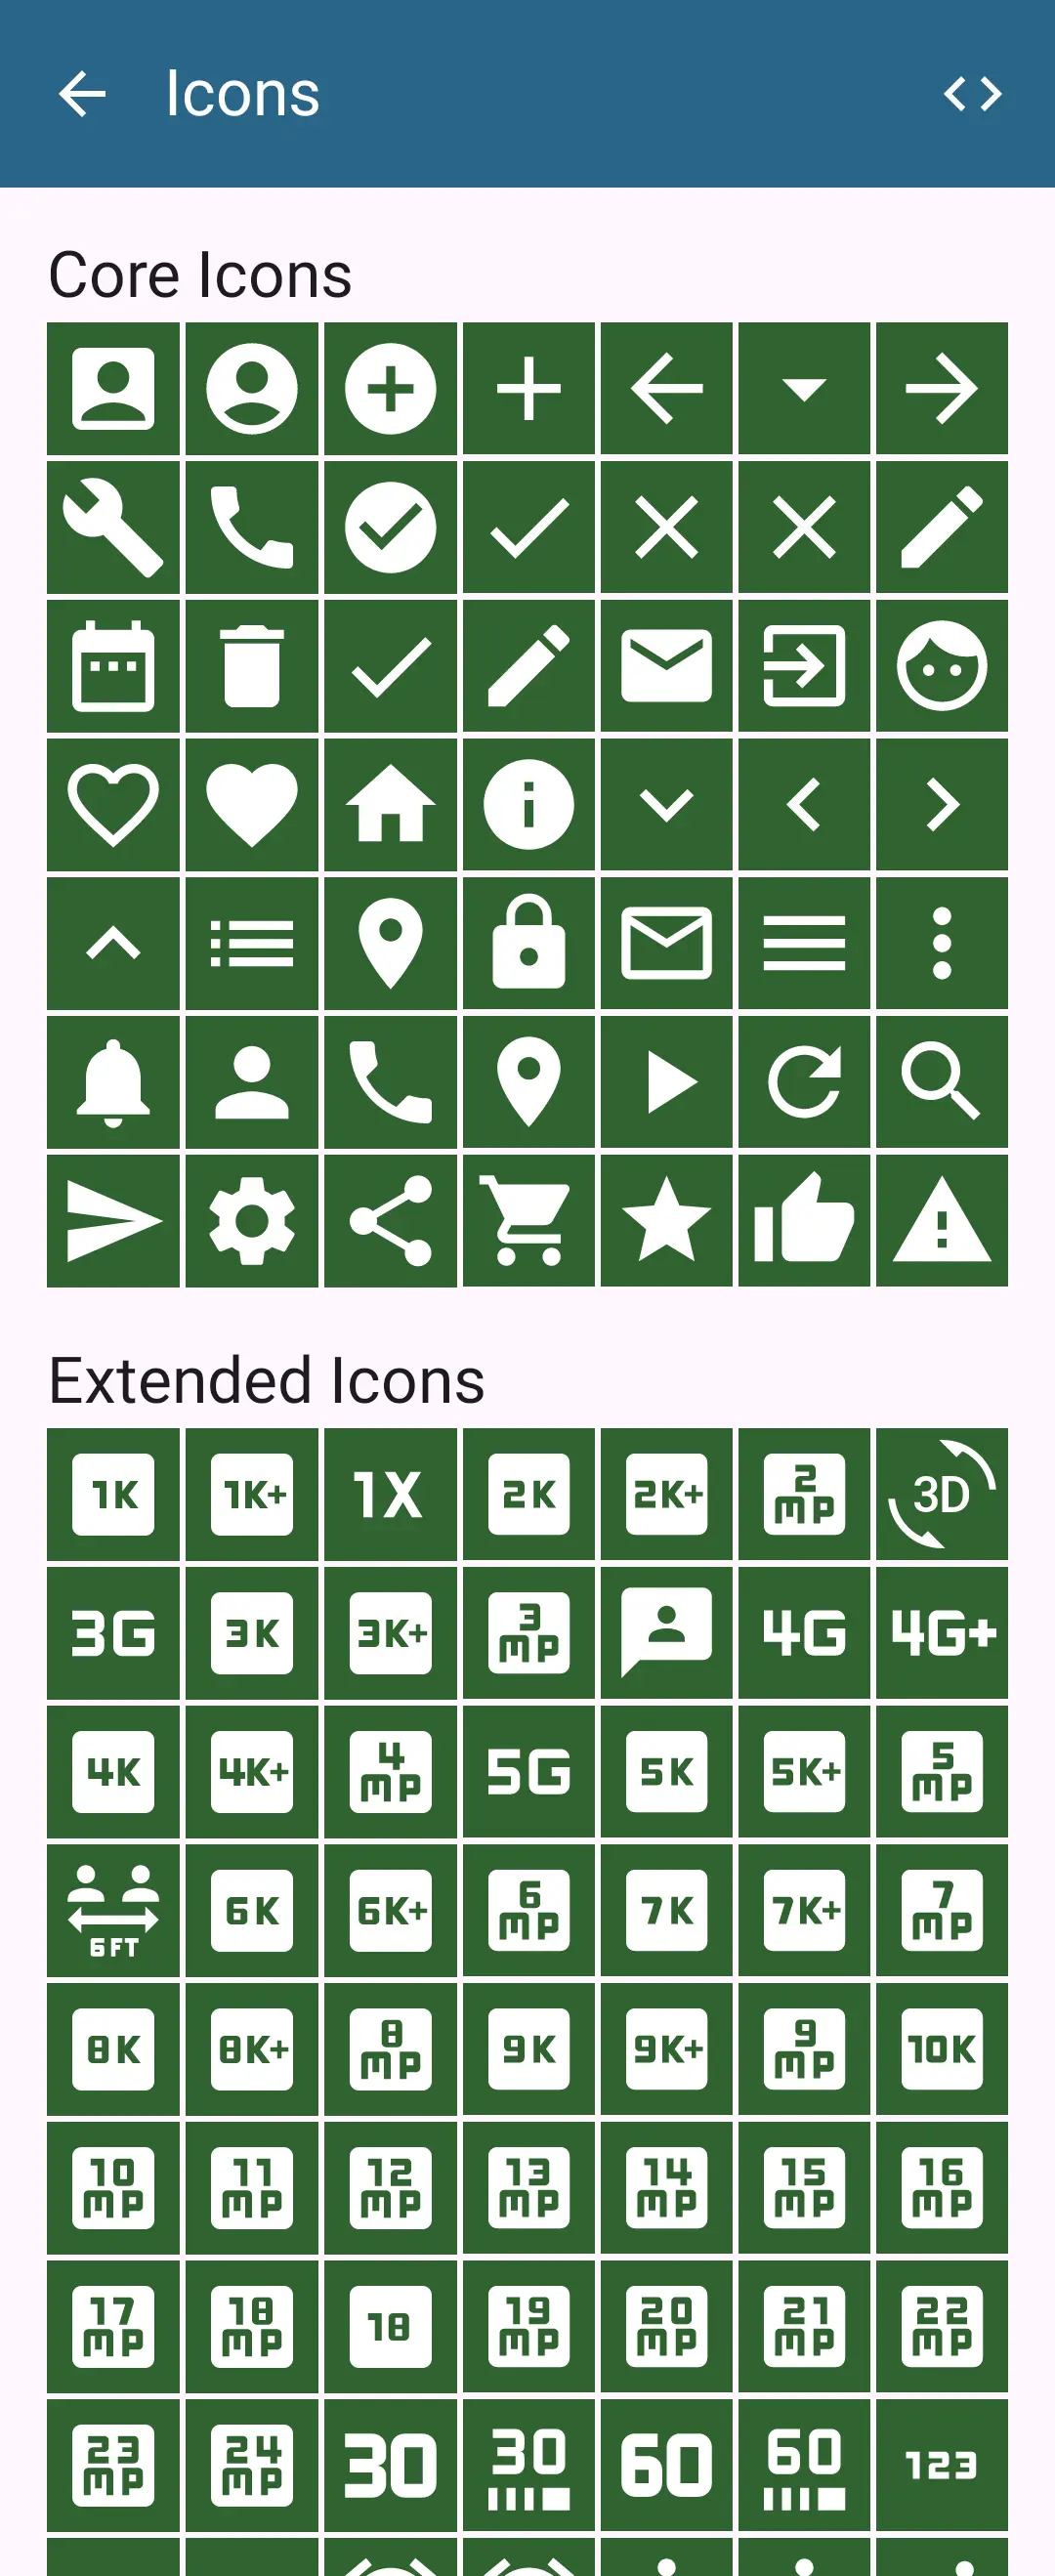 Icons
Core Icons
Extended Icons
1K 1K+ 1X 2K 2K+ 2 MP 3D
3G 3K 3K+ 3 MP 4G 4G+
4K 4K+ 4 MP 5G 5K 5K+ 5 MP
6 FT 6K 6K+ 6 MP 7K 7K+ 7 MP
8K 8K+ 8 MP 9K 9K+ 9 MP 10K
10 MP 11 MP 12 MP 13 MP 14 MP 15 MP 16 MP
17 MP 18 MP 18 19 MP 20 MP 21 MP 22 MP
23 MP 24 MP 30 30 60 60 123